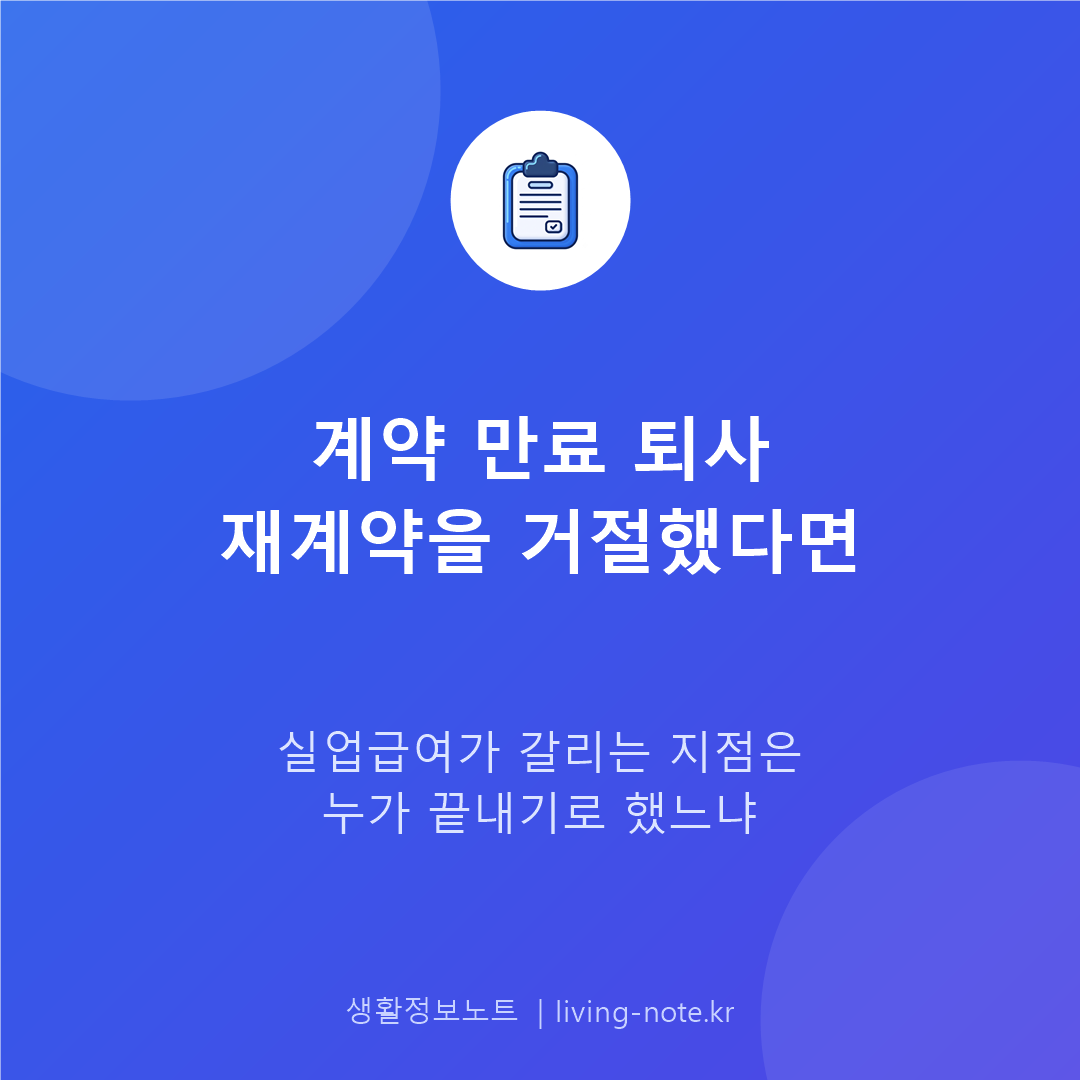 계약 만료 퇴사
재계약을 거절했다면
실업급여가 갈리는 지점은
누가 끝내기로 했느냐
생활정보노트 | living-note.kr